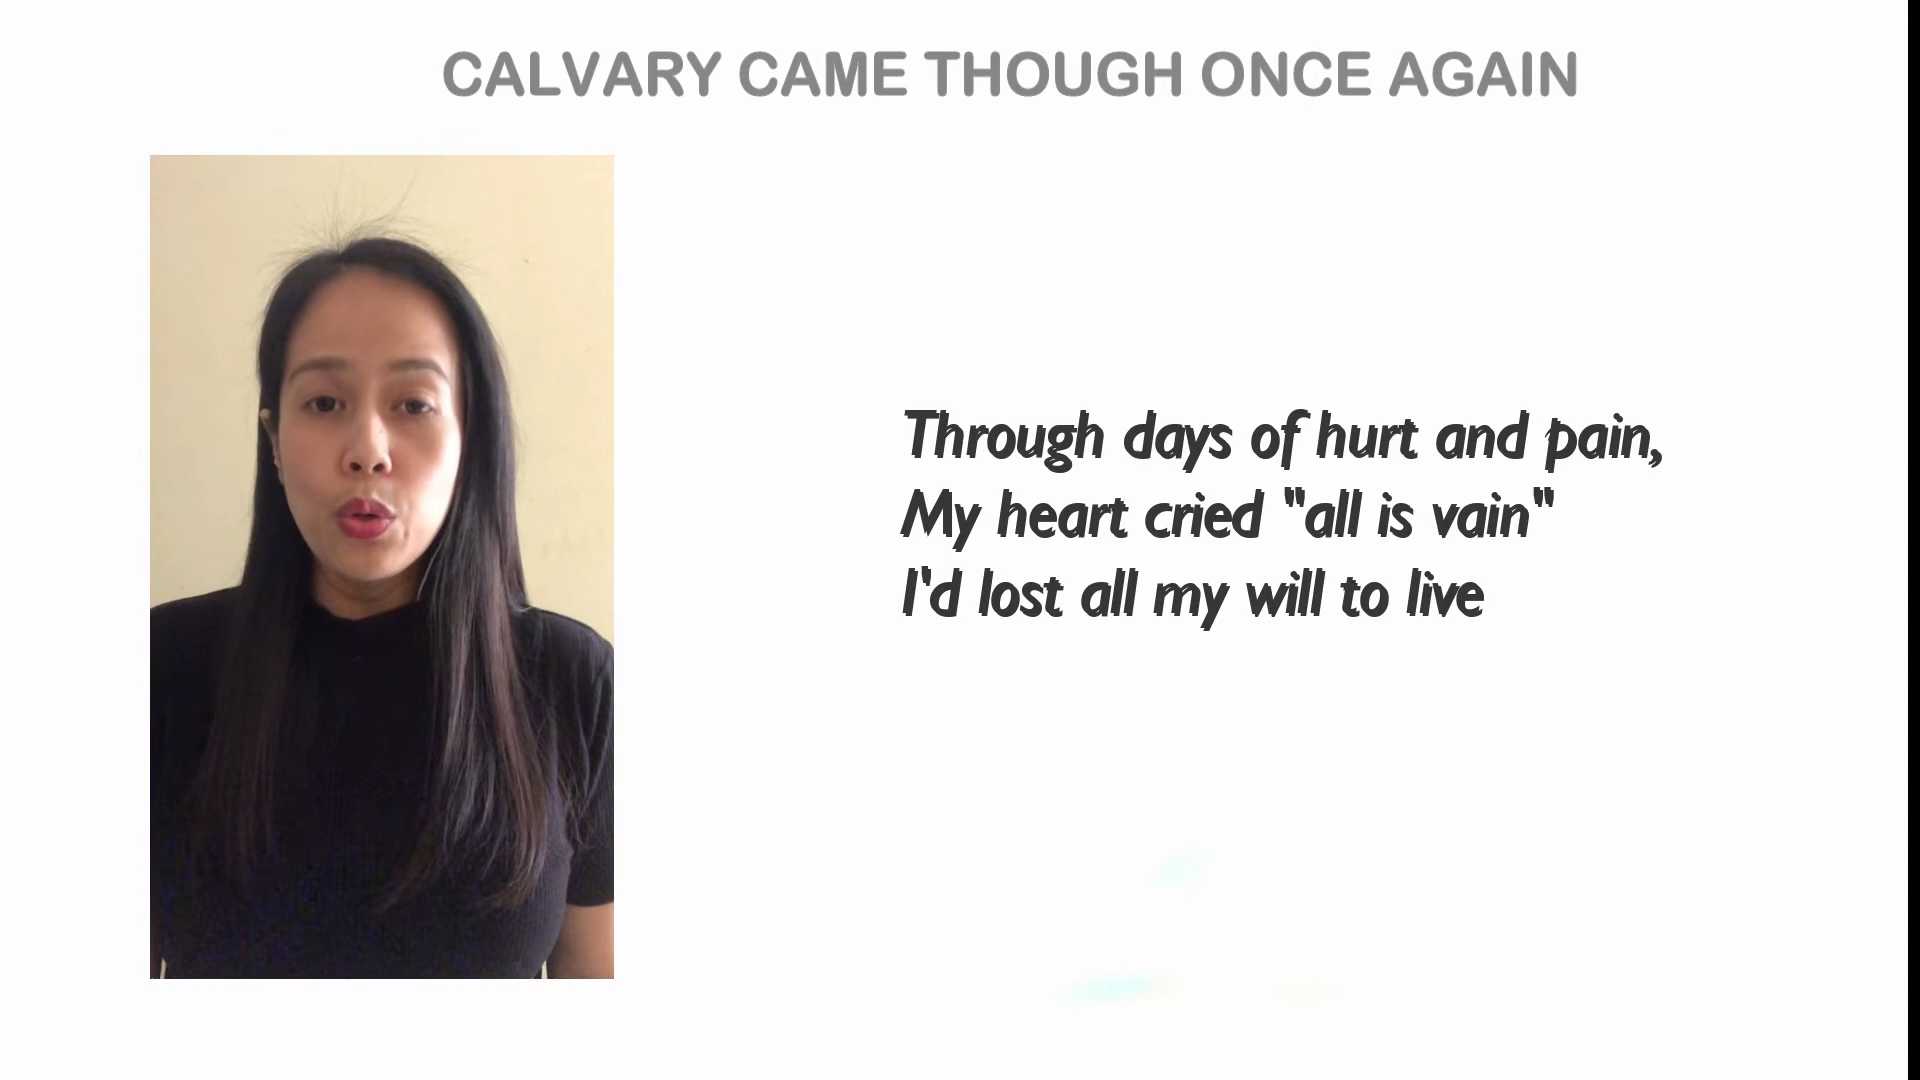 CALVARY CAME THOUGH ONCE AGAIN
Through days of hurt and pain,
My heart cried "all is vain"
I'd lost all my will to live